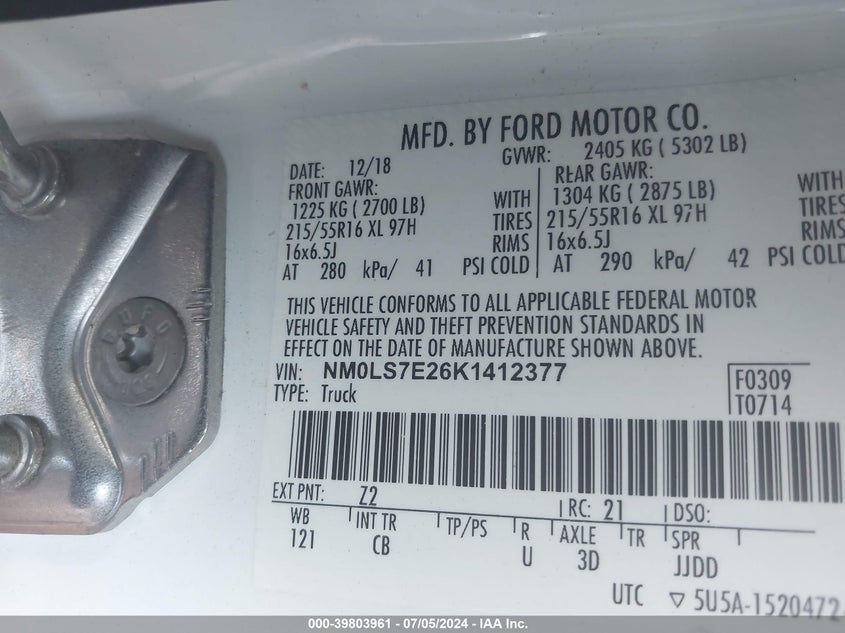 MFD. BY FORD MOTOR CO.
DATE: 12/18
GVWR: 2405 KG ( 5302 LB)
FRONT GAWR:
REAR GAWR:
1225 KG ( 2700 LB) WITH
1304 KG ( 2875 LB) WITH
215/55R16 XL 97H TIRES
215/55R16 XL 97H TIRES
16x6.5J RIMS
16x6.5J RIMS
AT 280 kPa/ 41 PSI COLD
AT 290 kPa/ 42 PSI COLD
THIS VEHICLE CONFORMS TO ALL APPLICABLE FEDERAL MOTOR
VEHICLE SAFETY AND THEFT PREVENTION STANDARDS IN
EFFECT ON THE DATE OF MANUFACTURE SHOWN ABOVE.
VIN: NM0LS7E26K1412377
TYPE: Truck
F0309
T0714
EXT PNT: Z2 RC: 21 DSO:
WB INT TR TP/PS R AXLE TR SPR
121 CB U 3D JJDD
UTC ▽ 5U5A-1520472
000-39803961 - 07/05/2024 - IAA Inc.